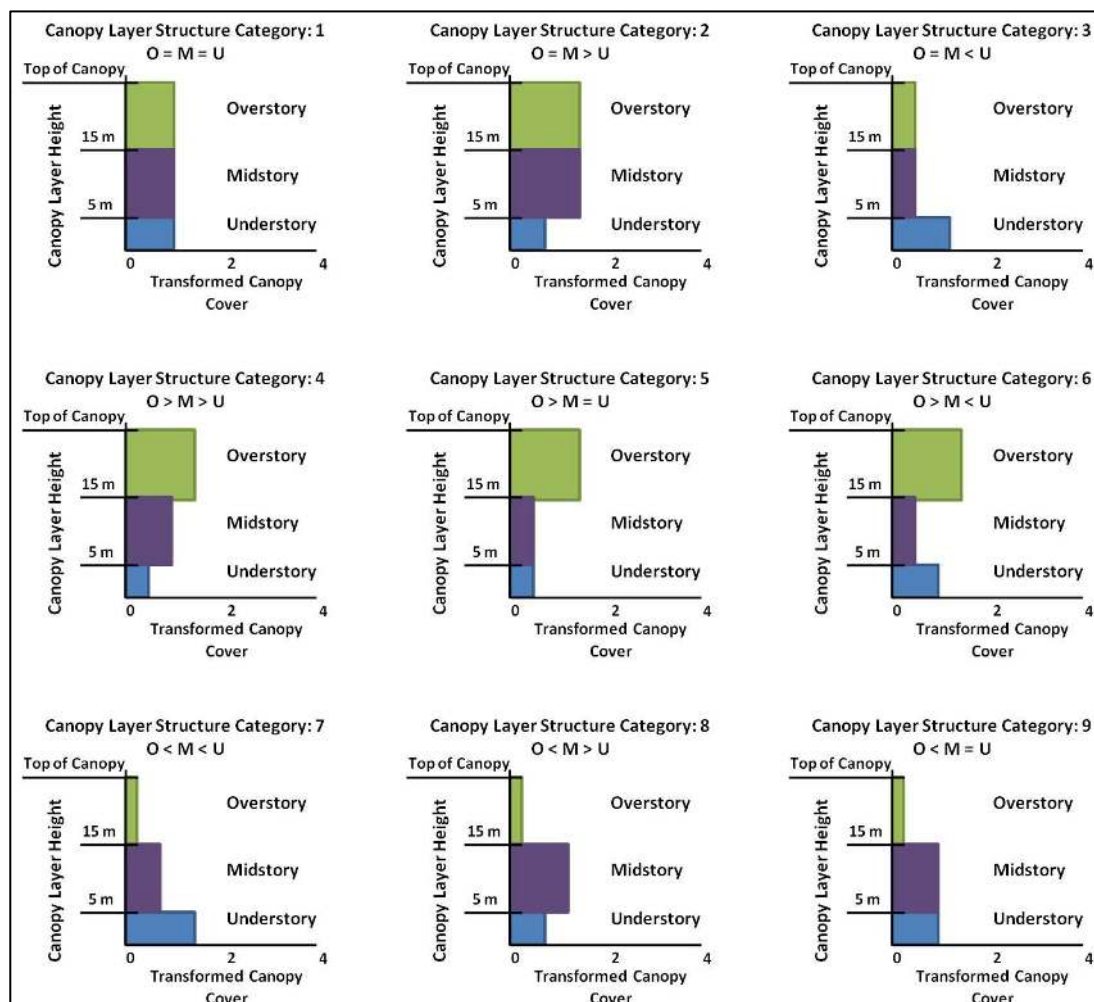 Canopy Layer Structure Category: 1
O = M = U
Top of Canopy
Canopy Layer Height
Overstory
15 m
Midstory
5 m
Understory
0 2 4
Transformed Canopy
Cover
Canopy Layer Structure Category: 2
O = M > U
Top of Canopy
Canopy Layer Height
Overstory
15 m
Midstory
5 m
Understory
0 2 4
Transformed Canopy
Cover
Canopy Layer Structure Category: 3
O = M < U
Top of Canopy
Canopy Layer Height
Overstory
15 m
Midstory
5 m
Understory
0 2 4
Transformed Canopy
Cover
Canopy Layer Structure Category: 4
O > M > U
Top of Canopy
Canopy Layer Height
Overstory
15 m
Midstory
5 m
Understory
0 2 4
Transformed Canopy
Cover
Canopy Layer Structure Category: 5
O > M = U
Top of Canopy
Canopy Layer Height
Overstory
15 m
Midstory
5 m
Understory
0 2 4
Transformed Canopy
Cover
Canopy Layer Structure Category: 6
O > M < U
Top of Canopy
Canopy Layer Height
Overstory
15 m
Midstory
5 m
Understory
0 2 4
Transformed Canopy
Cover
Canopy Layer Structure Category: 7
O < M < U
Top of Canopy
Canopy Layer Height
Overstory
15 m
Midstory
5 m
Understory
0 2 4
Transformed Canopy
Cover
Canopy Layer Structure Category: 8
O < M > U
Top of Canopy
Canopy Layer Height
Overstory
15 m
Midstory
5 m
Understory
0 2 4
Transformed Canopy
Cover
Canopy Layer Structure Category: 9
O < M = U
Top of Canopy
Canopy Layer Height
Overstory
15 m
Midstory
5 m
Understory
0 2 4
Transformed Canopy
Cover